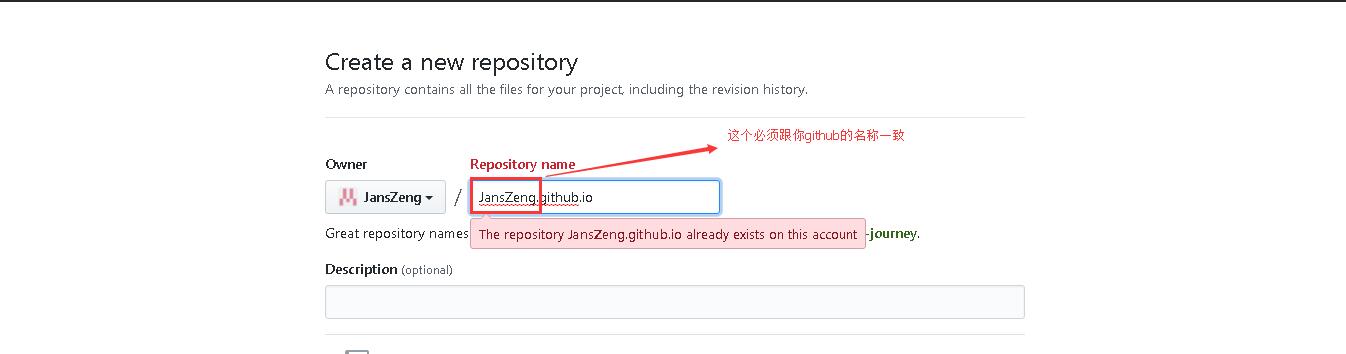 Create a new repository
A repository contains all the files for your project, including the revision history.
这个必须跟你github的名称一致
Owner Repository name
JansZeng / JansZeng.github.io
Great repository names The repository JansZeng.github.io already exists on this account -journey.
Description (optional)